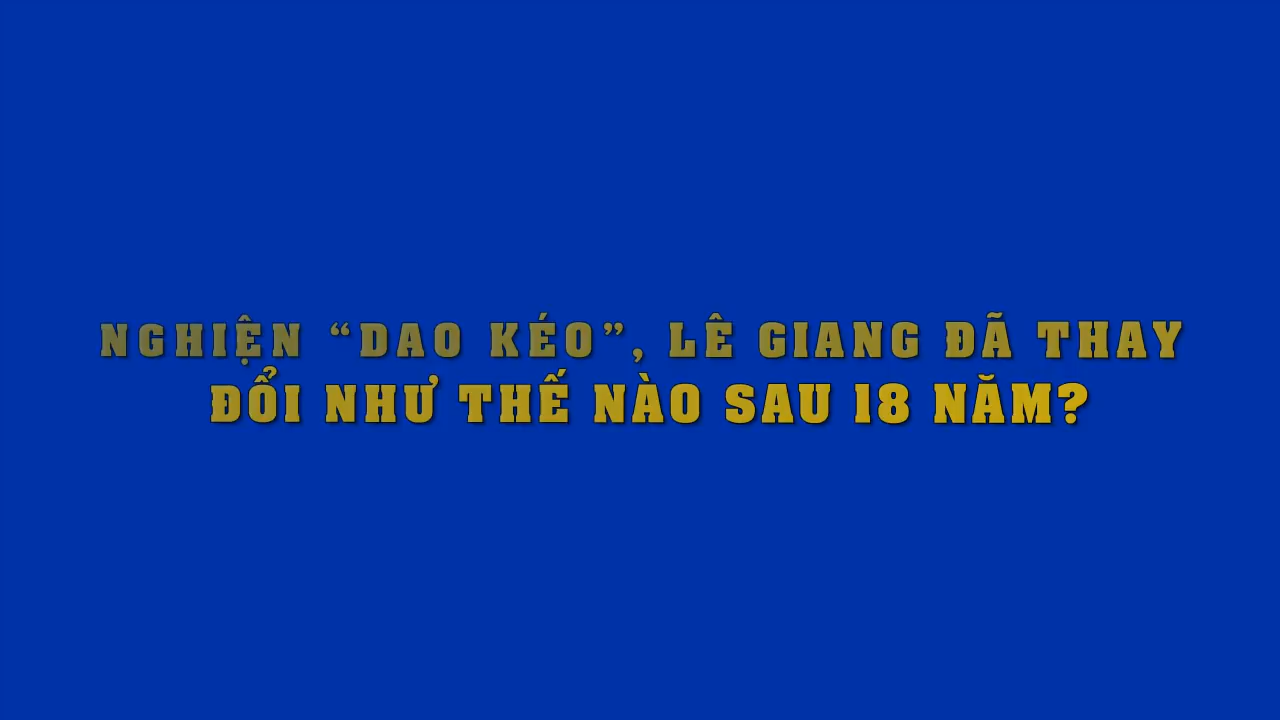 NGHIỆN “DAO KÉO”, LÊ GIANG ĐÃ THAY
ĐỔI NHƯ THẾ NÀO SAU 18 NĂM?